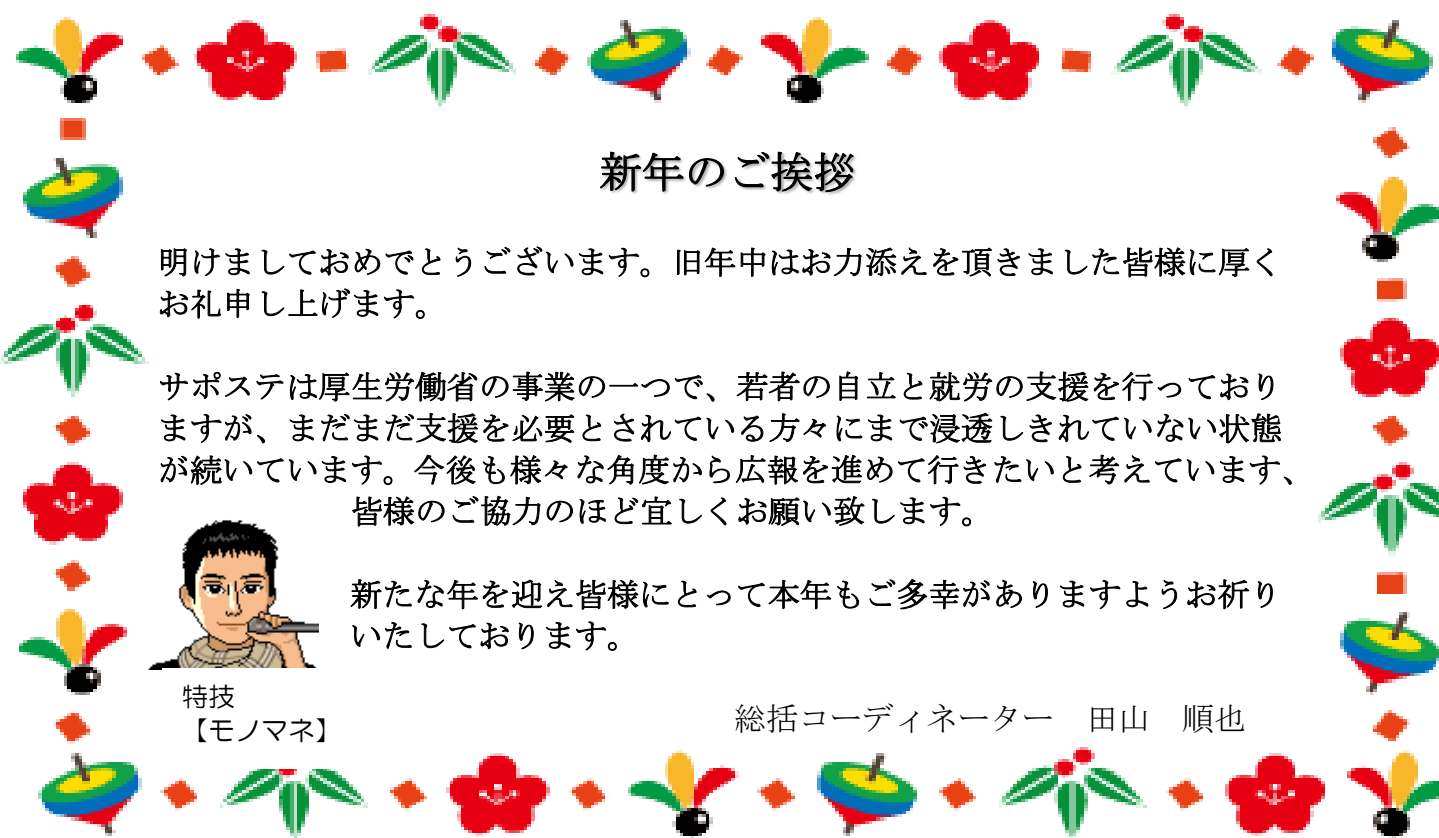 新年のご挨拶
明けましておめでとうございます。旧年中はお力添えを頂きました皆様に厚く
お礼申し上げます。
サポステは厚生労働省の事業の一つで、若者の自立と就労の支援を行っており
ますが、まだまだ支援を必要とされている方々にまで浸透しきれていない状態
が続いています。今後も様々な角度から広報を進めて行きたいと考えています、
皆様のご協力のほど宜しくお願い致します。
新たな年を迎え皆様にとって本年もご多幸がありますようお祈り
いたしております。
特技
【モノマネ】
総括コーディネーター　田山　順也